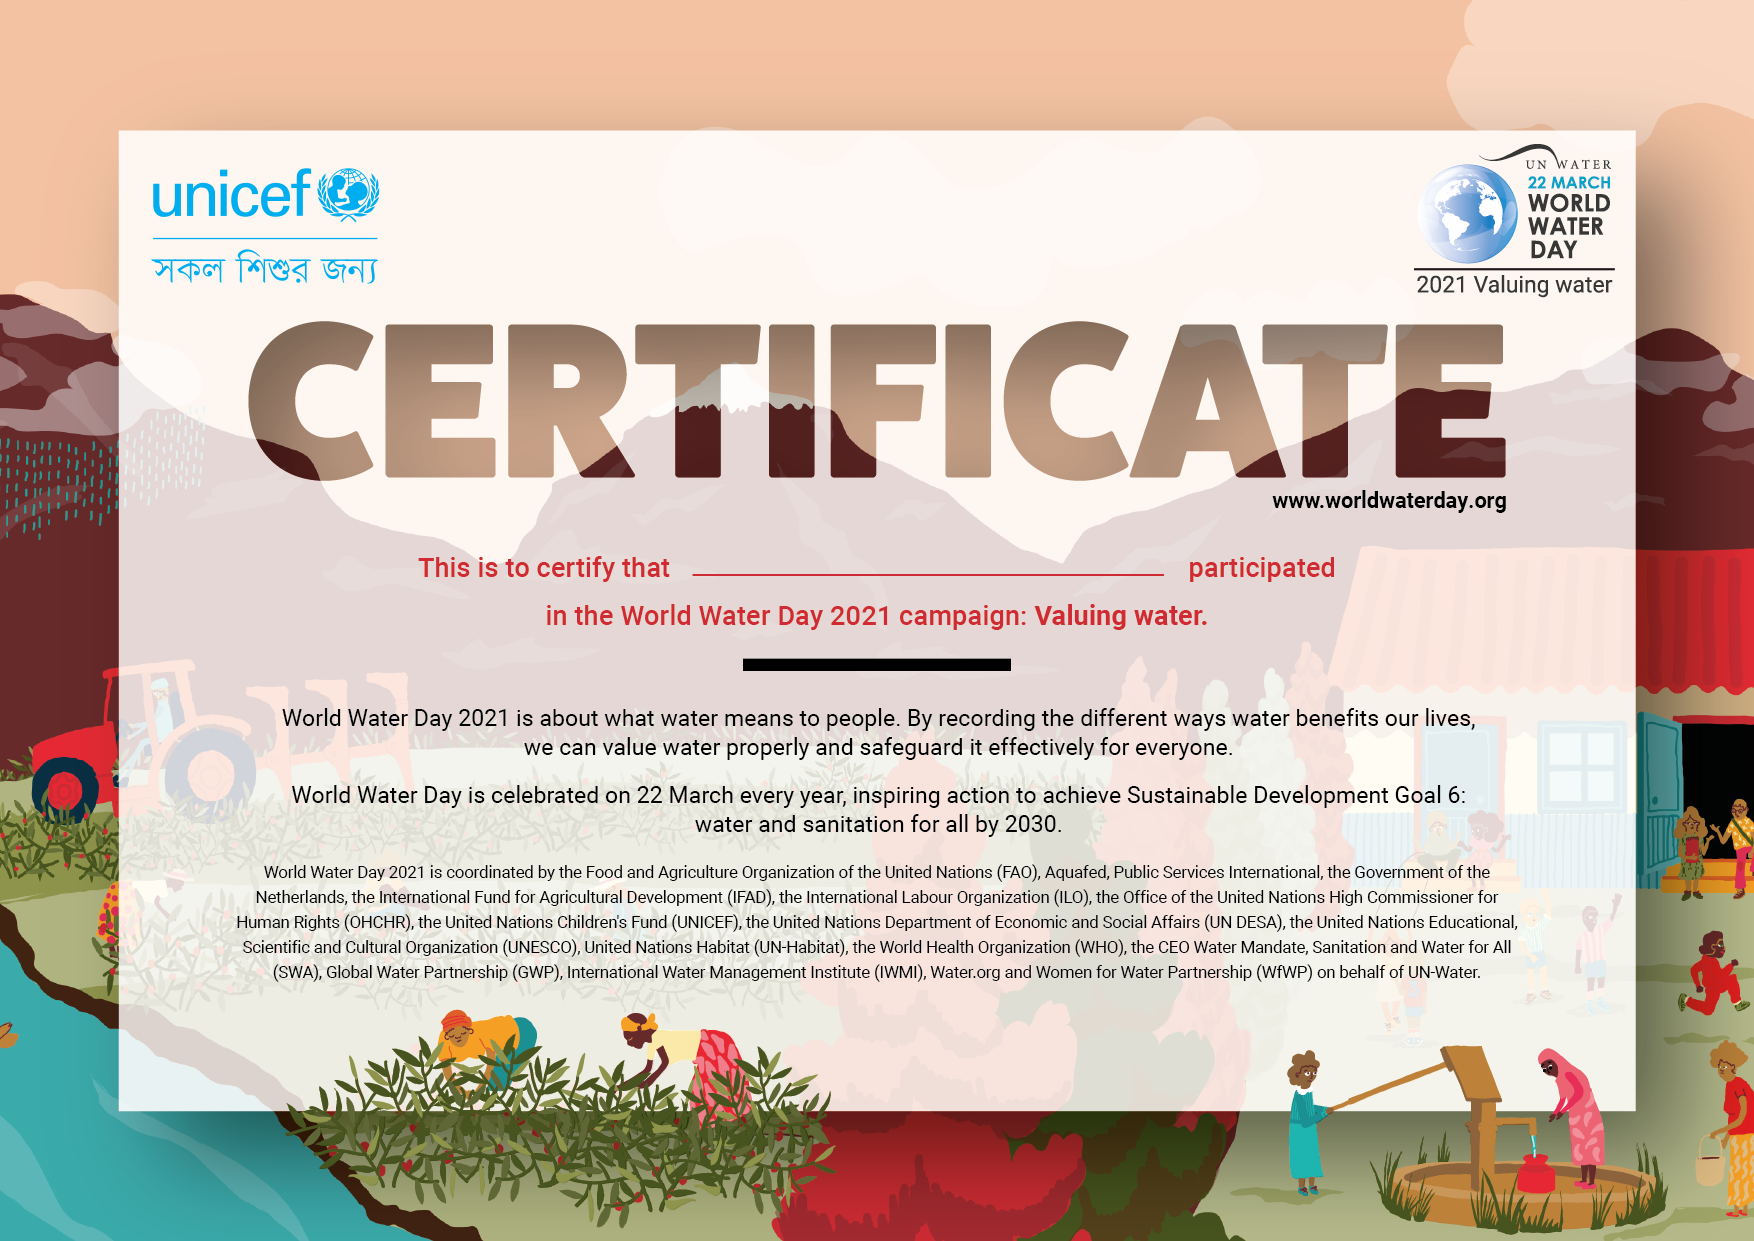 unicef
সকল শিশুর জন্য
UN WATER
22 MARCH
WORLD
WATER
DAY
2021 Valuing water
CERTIFICATE
www.worldwaterday.org
This is to certify that ______________________ participated
in the World Water Day 2021 campaign: Valuing water.
World Water Day 2021 is about what water means to people. By recording the different ways water benefits our lives,
we can value water properly and safeguard it effectively for everyone.
World Water Day is celebrated on 22 March every year, inspiring action to achieve Sustainable Development Goal 6:
water and sanitation for all by 2030.
World Water Day 2021 is coordinated by the Food and Agriculture Organization of the United Nations (FAO), Aquafed, Public Services International, the Government of the
Netherlands, the International Fund for Agricultural Development (IFAD), the International Labour Organization (ILO), the Office of the United Nations High Commissioner for
Human Rights (OHCHR), the United Nations Children's Fund (UNICEF), the United Nations Department of Economic and Social Affairs (UN DESA), the United Nations Educational,
Scientific and Cultural Organization (UNESCO), United Nations Habitat (UN-Habitat), the World Health Organization (WHO), the CEO Water Mandate, Sanitation and Water for All
(SWA), Global Water Partnership (GWP), International Water Management Institute (IWMI), Water.org and Women for Water Partnership (WfWP) on behalf of UN-Water.